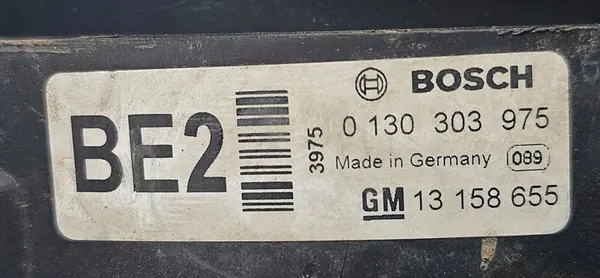 BE2
3975
BOSCH
0 130 303 975
Made in Germany 089
GM 13 158 655